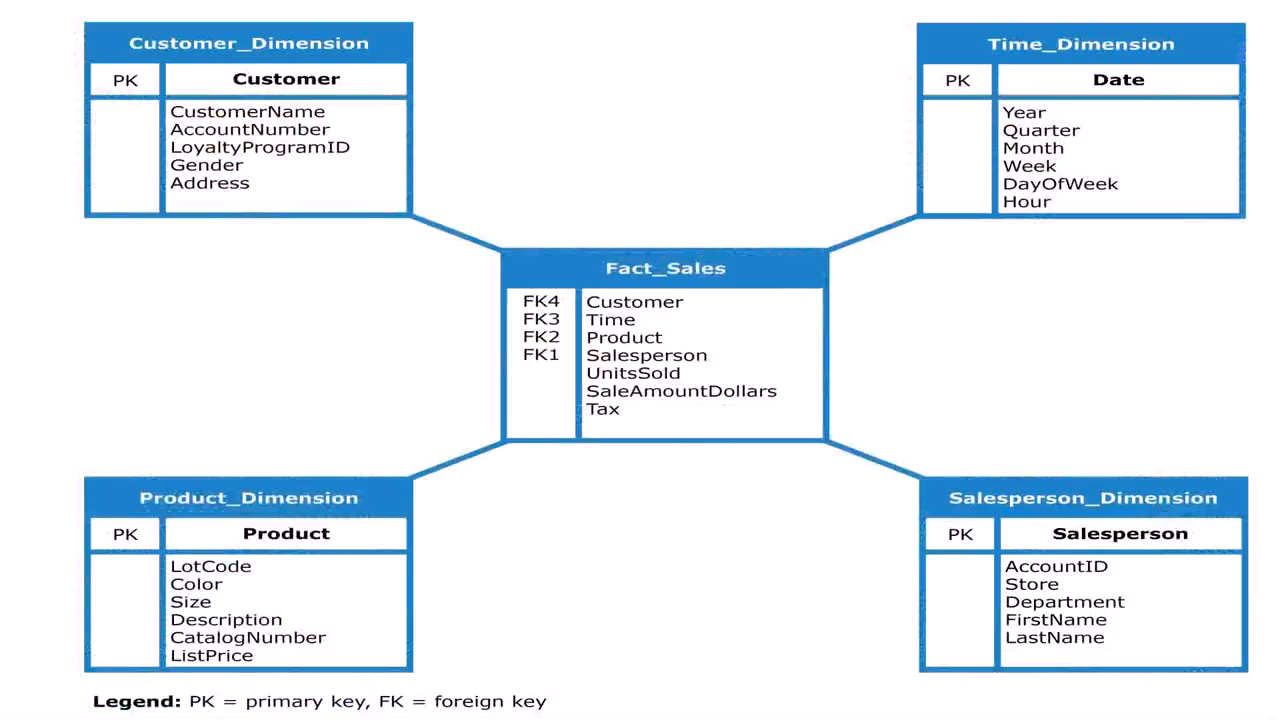 Customer_Dimension
PK Customer
CustomerName
AccountNumber
LoyaltyProgramID
Gender
Address
Time_Dimension
PK Date
Year
Quarter
Month
Week
DayOfWeek
Hour
Fact_Sales
FK4 Customer
FK3 Time
FK2 Product
FK1 Salesperson
UnitsSold
SaleAmountDollars
Tax
Product_Dimension
PK Product
LotCode
Color
Size
Description
CatalogNumber
ListPrice
Salesperson_Dimension
PK Salesperson
AccountID
Store
Department
FirstName
LastName
Legend: PK = primary key, FK = foreign key